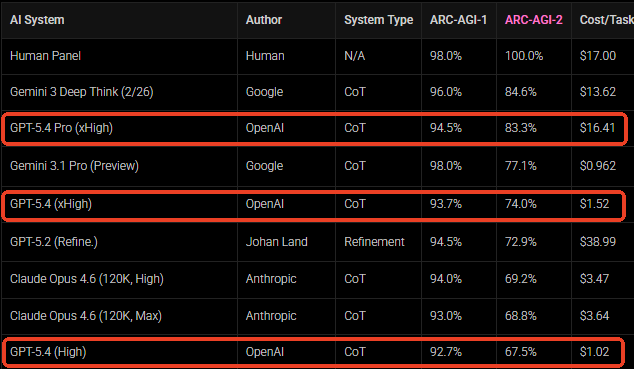 AI System Author System Type ARC-AGI-1 ARC-AGI-2 Cost/Task
Human Panel Human N/A 98.0% 100.0% $17.00
Gemini 3 Deep Think (2/26) Google CoT 96.0% 84.6% $13.62
GPT-5.4 Pro (xHigh) OpenAI CoT 94.5% 83.3% $16.41
Gemini 3.1 Pro (Preview) Google CoT 98.0% 77.1% $0.962
GPT-5.4 (xHigh) OpenAI CoT 93.7% 74.0% $1.52
GPT-5.2 (Refine.) Johan Land Refinement 94.5% 72.9% $38.99
Claude Opus 4.6 (120K, High) Anthropic CoT 94.0% 69.2% $3.47
Claude Opus 4.6 (120K, Max) Anthropic CoT 93.0% 68.8% $3.64
GPT-5.4 (High) OpenAI CoT 92.7% 67.5% $1.02